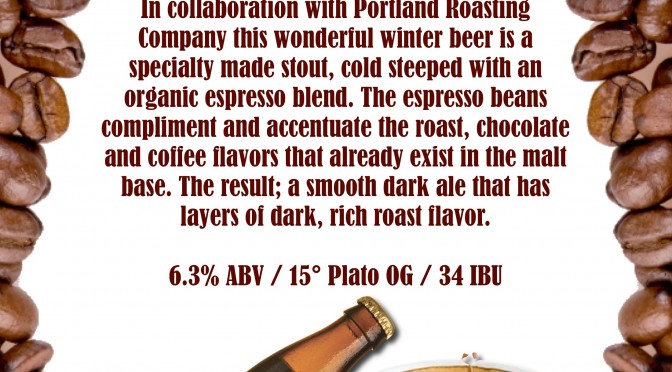 In collaboration with Portland Roasting
Company this wonderful winter beer is a
specialty made stout, cold steeped with an
organic espresso blend. The espresso beans
compliment and accentuate the roast, chocolate
and coffee flavors that already exist in the malt
base. The result; a smooth dark ale that has
layers of dark, rich roast flavor.
6.3% ABV / 15° Plato OG / 34 IBU